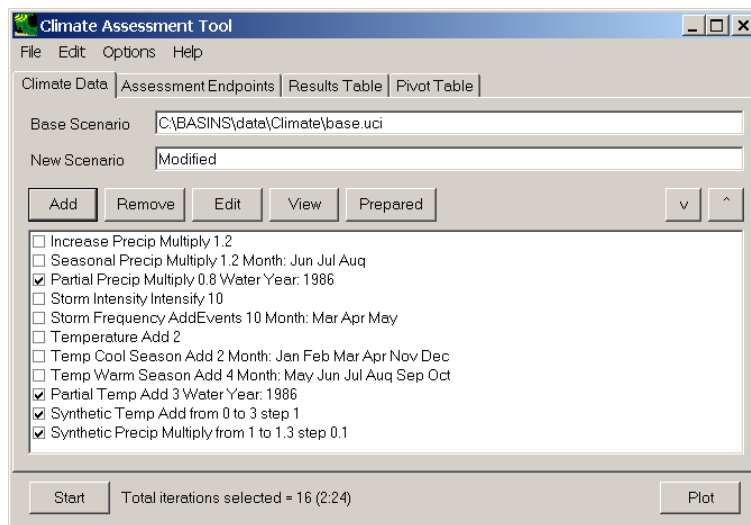 Climate Assessment Tool
File Edit Options Help
Climate Data Assessment Endpoints Results Table Pivot Table
Base Scenario C:\BASINS\data\Climate\base.uci
New Scenario Modified
Add Remove Edit View Prepared v ^
Increase Precip Multiply 1.2
Seasonal Precip Multiply 1.2 Month: Jun Jul Aug
Partial Precip Multiply 0.8 Water Year: 1986
Storm Intensity Intensify 10
Storm Frequency AddEvents 10 Month: Mar Apr May
Temperature Add 2
Temp Cool Season Add 2 Month: Jan Feb Mar Apr Nov Dec
Temp Warm Season Add 4 Month: May Jun Jul Aug Sep Oct
Partial Temp Add 3 Water Year: 1986
Synthetic Temp Add from 0 to 3 step 1
Synthetic Precip Multiply from 1 to 1.3 step 0.1
Start Total iterations selected = 16 (2:24) Plot